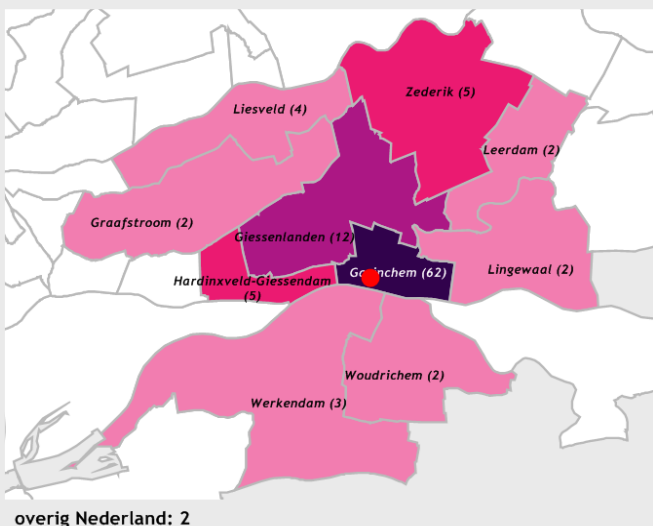 Zederik (5)
Liesveld (4)
Leerdam (2)
Graafstroom (2)
Giessenlanden (12)
Gorinchem (62)
Lingewaal (2)
Hardinxveld-Giessendam
(5)
Woudrichem (2)
Werkendam (3)
overig Nederland: 2